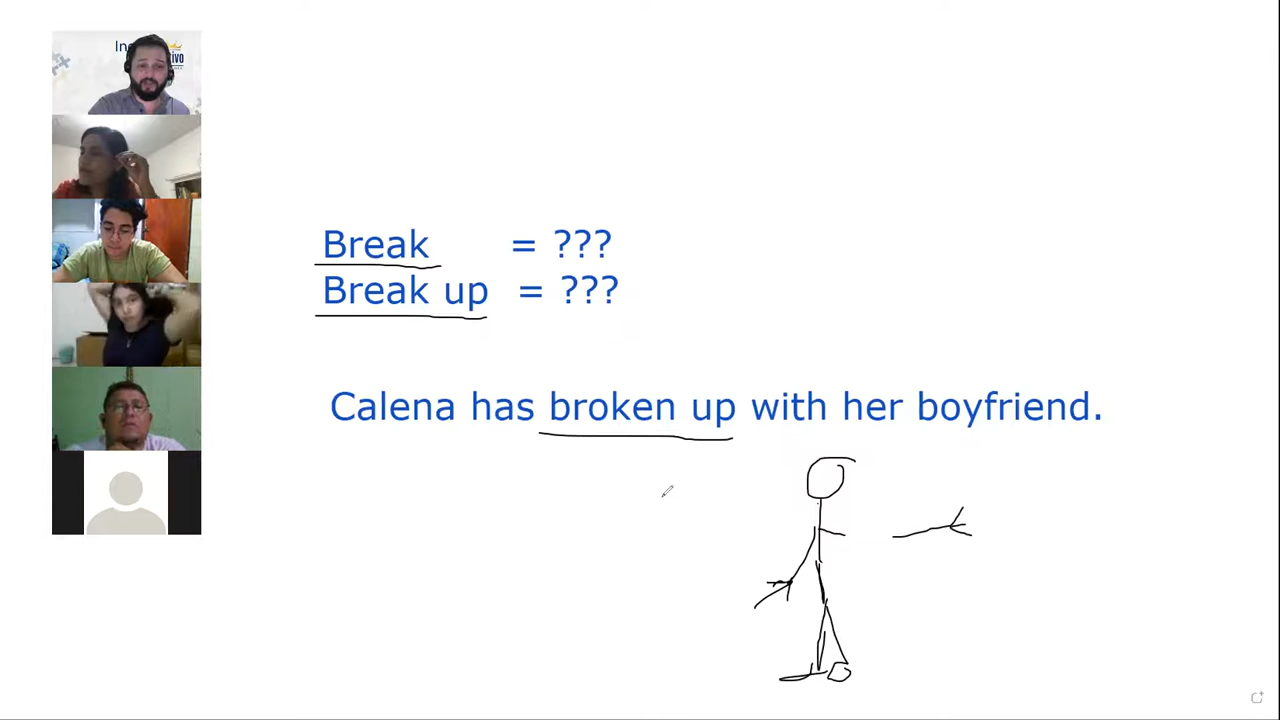 Break = ???
Break up = ???
Calena has broken up with her boyfriend.